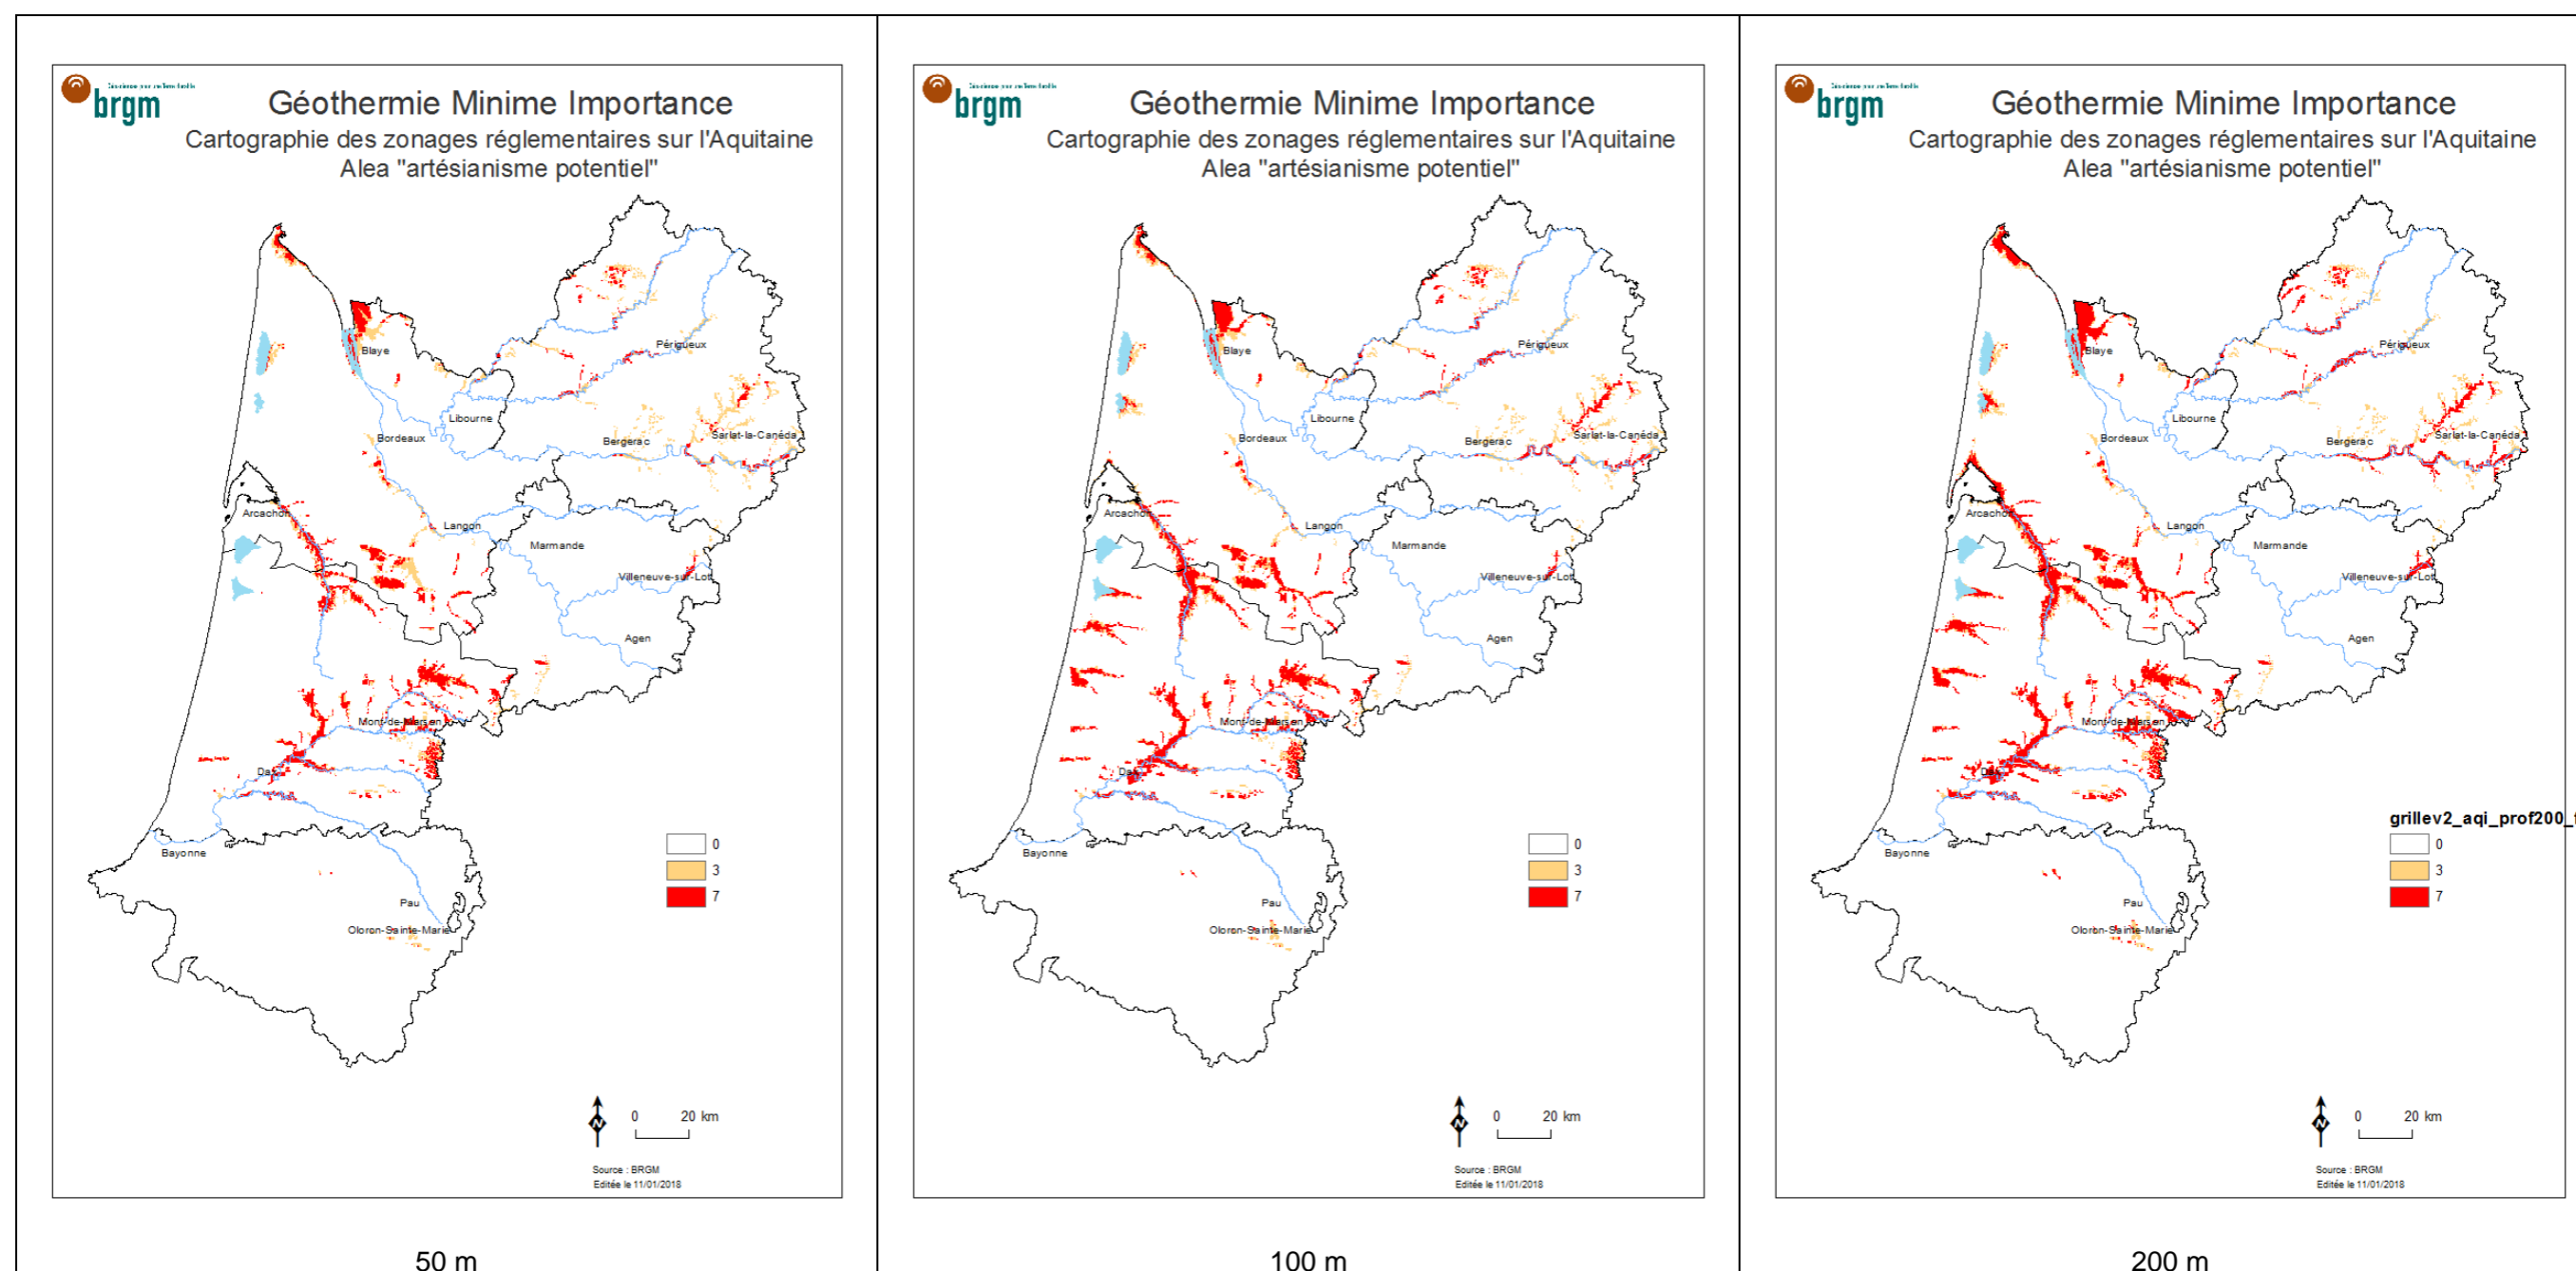 brgm
Géothermie Minime Importance
Cartographie des zonages réglementaires sur l'Aquitaine
Alea "artésianisme potentiel"
Blaye
Périgueux
Libourne
Bordeaux
Bergerac
Sarlat-la-Canéda
Arcachon
Langon
Marmande
Villeneuve-sur-Lot
Agen
Mont-de-Marsan
Dax
Bayonne
Pau
Oloron-Sainte-Marie
0
3
7
N
0 20 km
Source : BRGM
Editée le 11/01/2018
50 m
brgm
Géothermie Minime Importance
Cartographie des zonages réglementaires sur l'Aquitaine
Alea "artésianisme potentiel"
Blaye
Périgueux
Libourne
Bordeaux
Bergerac
Sarlat-la-Canéda
Arcachon
Langon
Marmande
Villeneuve-sur-Lot
Agen
Mont-de-Marsan
Dax
Bayonne
Pau
Oloron-Sainte-Marie
0
3
7
N
0 20 km
Source : BRGM
Editée le 11/01/2018
100 m
brgm
Géothermie Minime Importance
Cartographie des zonages réglementaires sur l'Aquitaine
Alea "artésianisme potentiel"
Blaye
Périgueux
Libourne
Bordeaux
Bergerac
Sarlat-la-Canéda
Arcachon
Langon
Marmande
Villeneuve-sur-Lot
Agen
Mont-de-Marsan
Dax
Bayonne
Pau
Oloron-Sainte-Marie
grillev2_aqi_prof200_
0
3
7
N
0 20 km
Source : BRGM
Editée le 11/01/2018
200 m